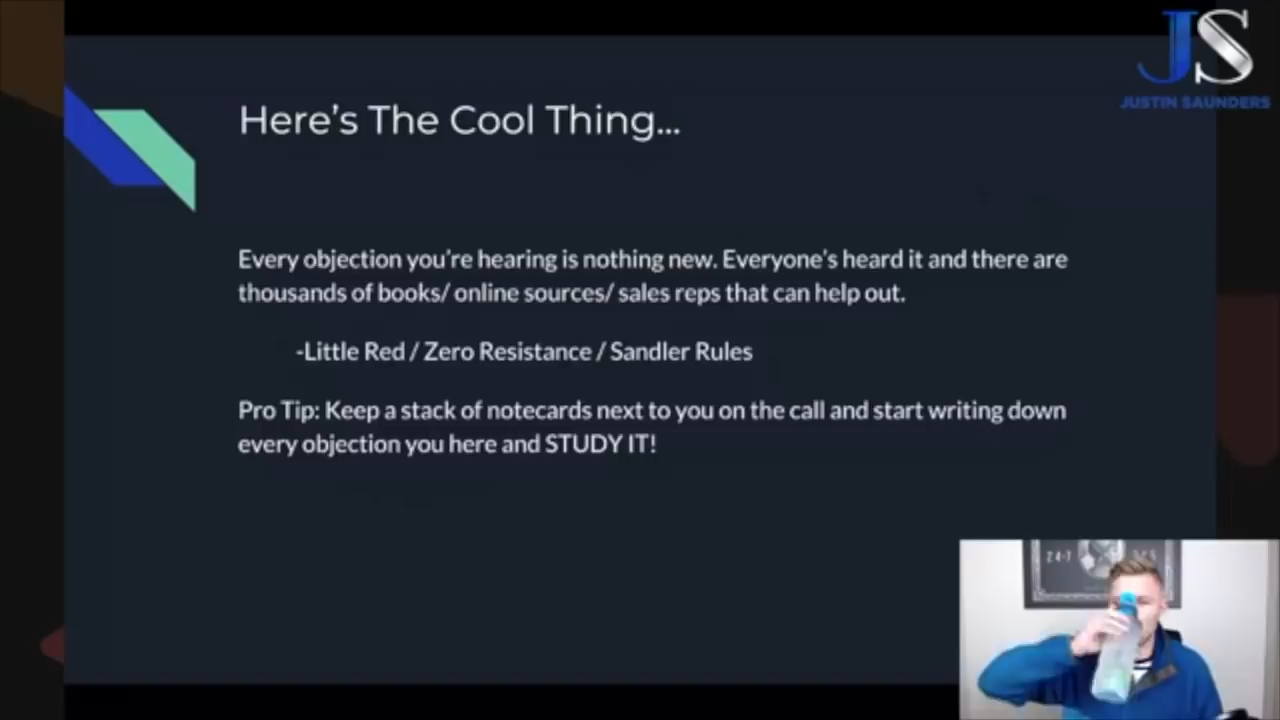 JS
JUSTIN SAUNDERS
Here's The Cool Thing...
Every objection you're hearing is nothing new. Everyone's heard it and there are
thousands of books/ online sources/ sales reps that can help out.
-Little Red / Zero Resistance / Sandler Rules
Pro Tip: Keep a stack of notecards next to you on the call and start writing down
every objection you here and STUDY IT!
24-7
365